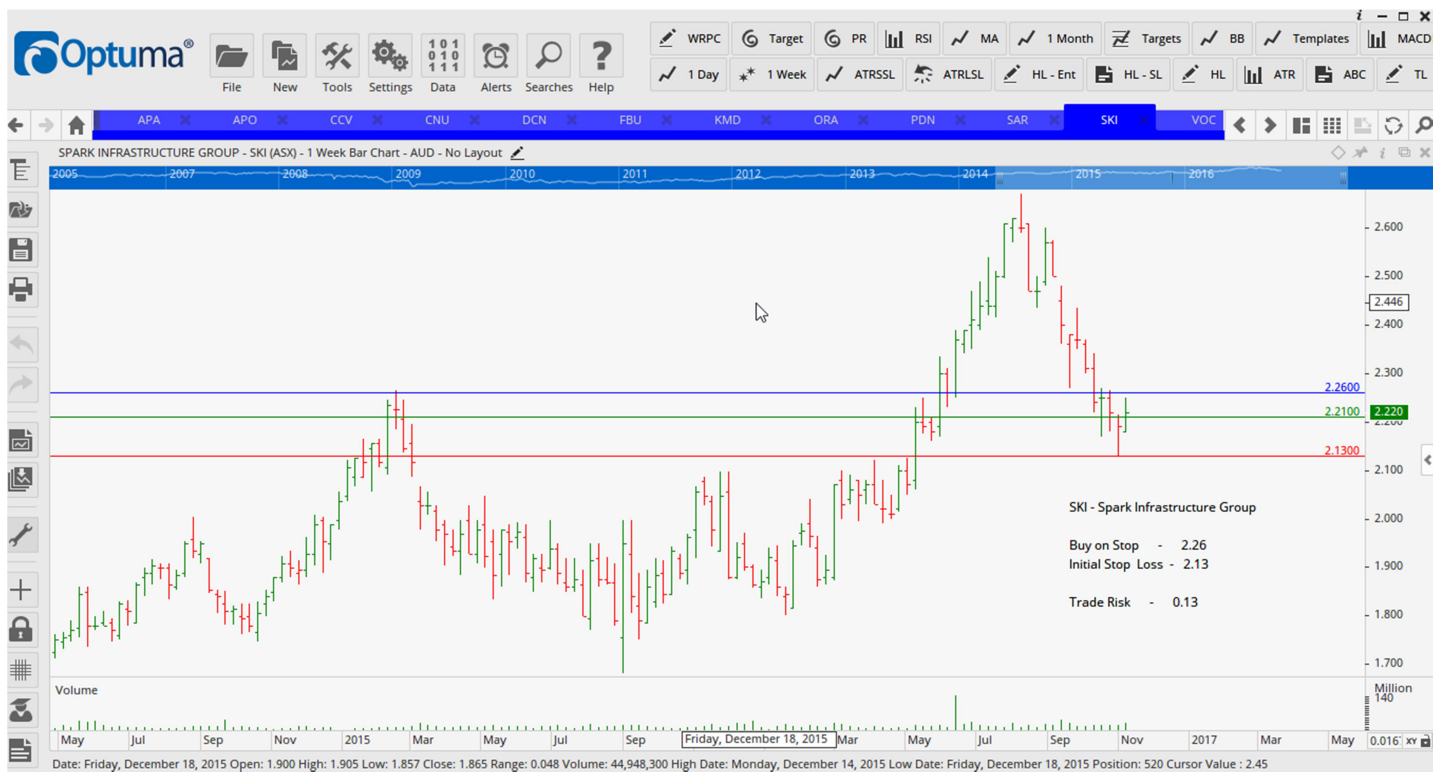 Optuma®
File New Tools Settings Data Alerts Searches Help
WRPC Target PR RSI MA 1 Month Targets BB Templates MACD
1 Day 1 Week ATRSSL ATRLSL HL - Ent HL - SL HL ATR ABC TL
APA APO CCV CNU DCN FBU KMD ORA PDN SAR SKI VOC
SPARK INFRASTRUCTURE GROUP - SKI (ASX) - 1 Week Bar Chart - AUD - No Layout
2005 2007 2008 2009 2010 2011 2012 2013 2014 2015 2016
2.600
2.500
2.446
2.400
2.300
2.2600
2.2100 2.220
2.200
2.1300
2.100
2.000
1.900
1.800
1.700
SKI - Spark Infrastructure Group
Buy on Stop - 2.26
Initial Stop Loss - 2.13
Trade Risk - 0.13
Volume
Million
140
May Jul Sep Nov 2015 Mar May Jul Sep Friday, December 18, 2015 Mar May Jul Sep Nov 2017 Mar May XY
Date: Friday, December 18, 2015 Open: 1.900 High: 1.905 Low: 1.857 Close: 1.865 Range: 0.048 Volume: 44,948,300 High Date: Monday, December 14, 2015 Low Date: Friday, December 18, 2015 Position: 520 Cursor Value : 2.45